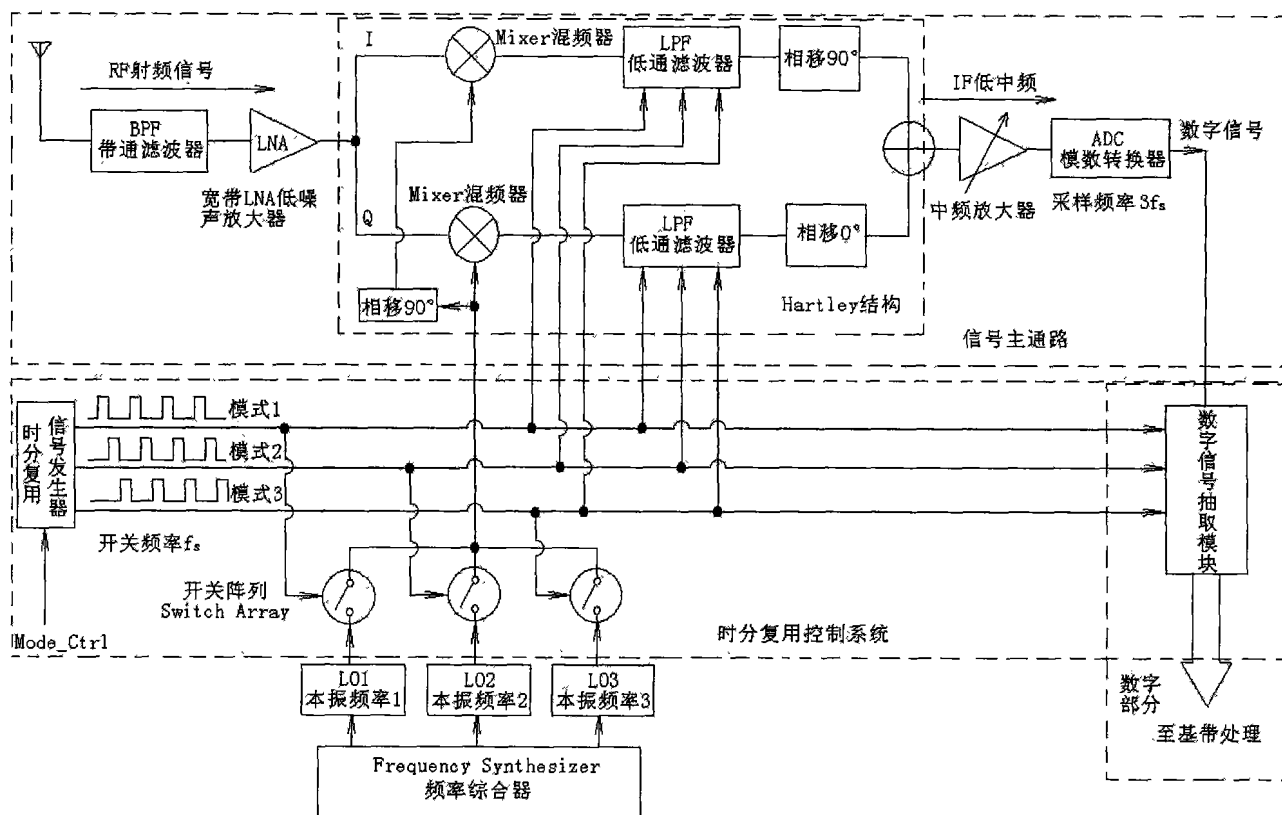 I
Mixer混频器
LPF
低通滤波器
相移90°
RF射频信号
BPF
带通滤波器
LNA
宽带LNA低噪
声放大器
IF低中频
ADC
模数转换器
数字信号
中频放大器
采样频率3fs
Mixer混频器
Q
LPF
低通滤波器
相移0°
相移90°
Hartley结构
信号主通路
时分复用
信号发生器
模式1
模式2
模式3
开关频率fs
数字信号抽取模块
开关阵列
Switch Array
Mode_Ctrl
时分复用控制系统
LO1
本振频率1
LO2
本振频率2
LO3
本振频率3
数字
部分
至基带处理
Frequency Synthesizer
频率综合器